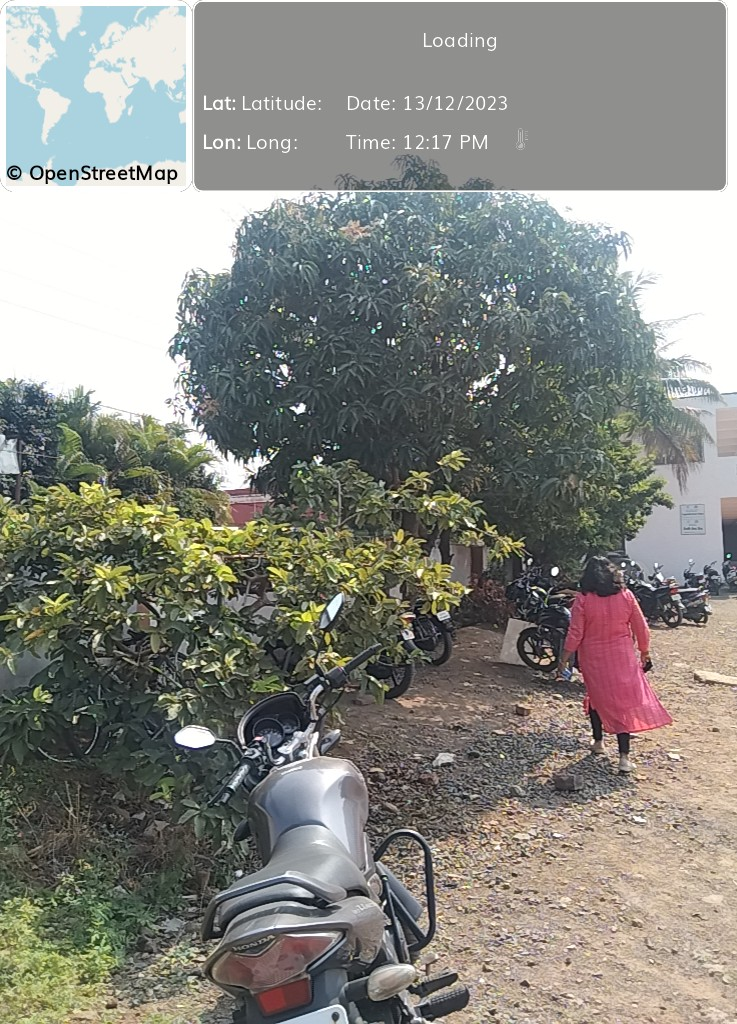 Loading
Lat: Latitude: Date: 13/12/2023
Lon: Long: Time: 12:17 PM
© OpenStreetMap
HONDA